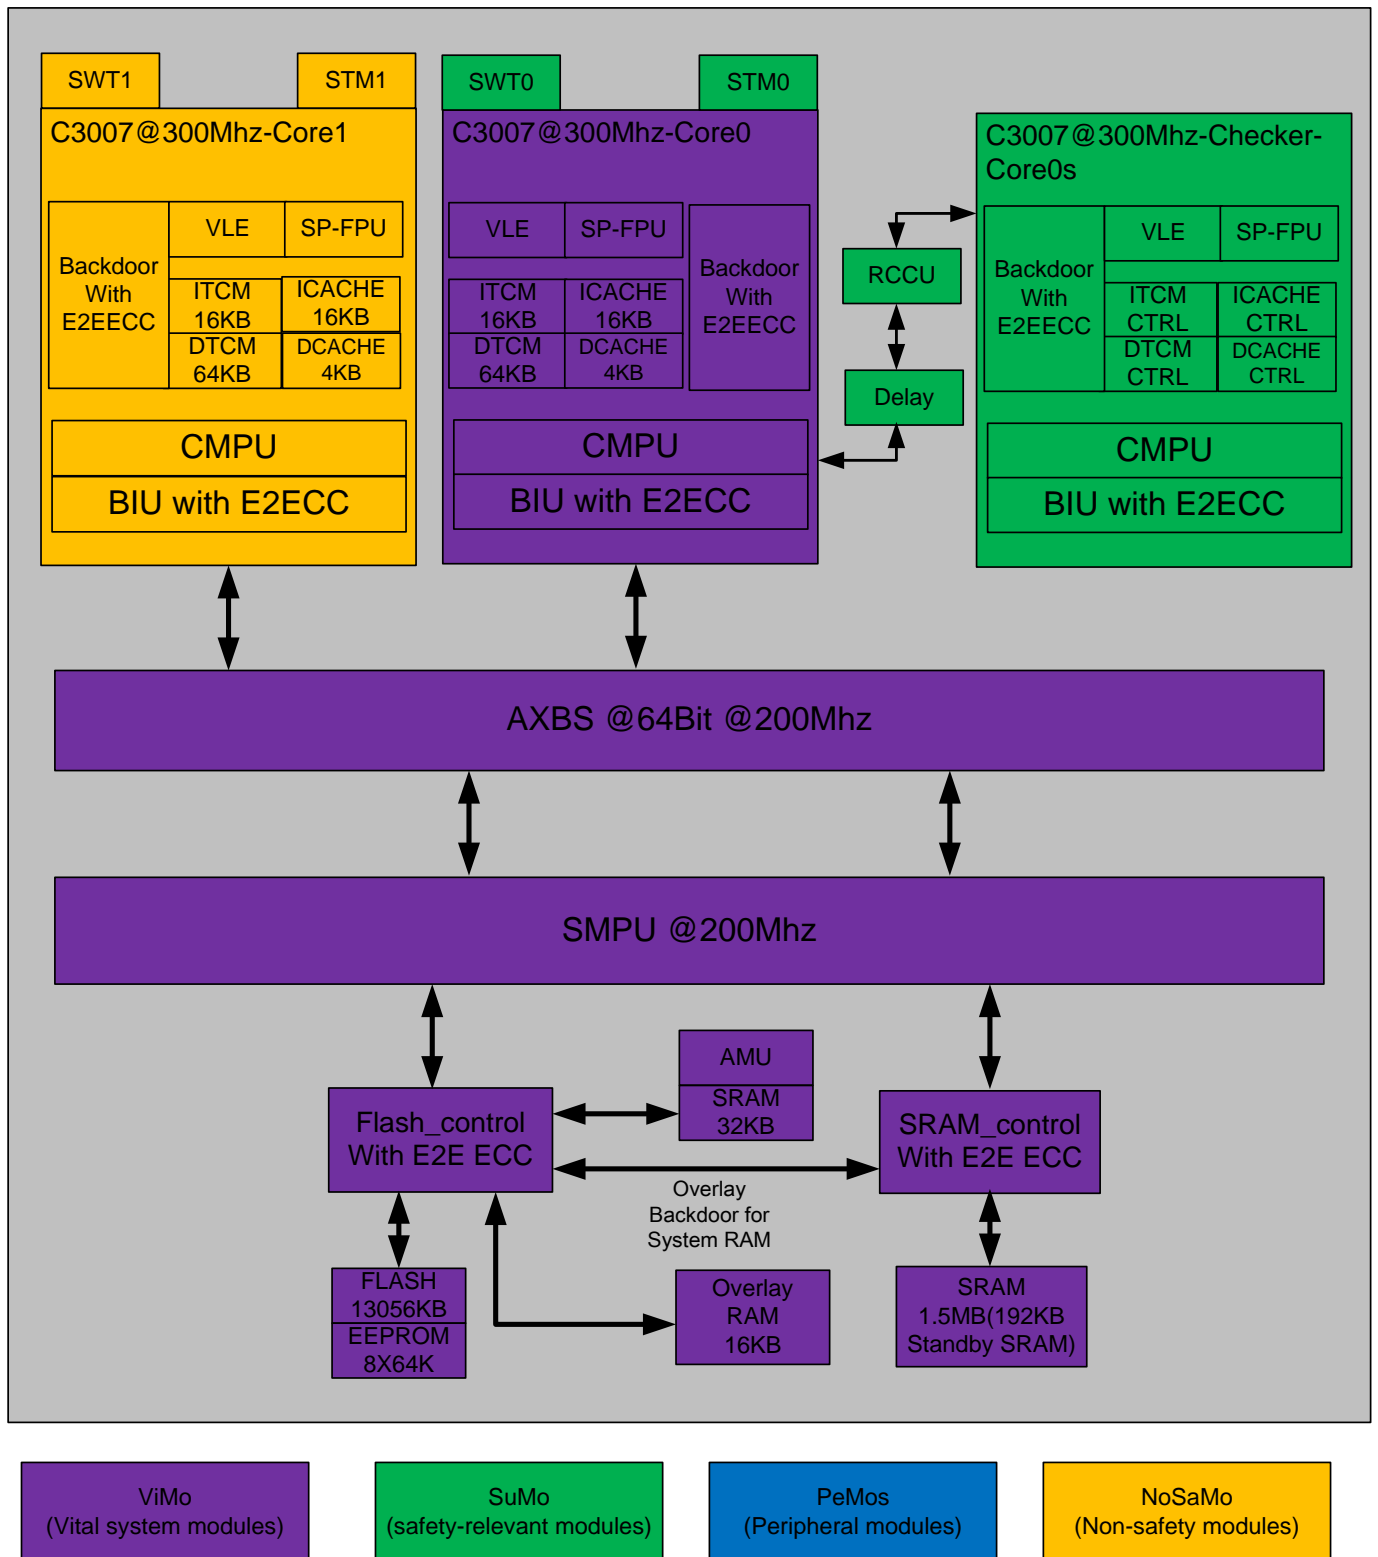 SWT1
STM1
C3007@300Mhz-Core1
Backdoor
With
E2EECC
VLE
SP-FPU
ITCM
16KB
ICACHE
16KB
DTCM
64KB
DCACHE
4KB
CMPU
BIU with E2ECC
SWT0
STM0
C3007@300Mhz-Core0
VLE
SP-FPU
ITCM
16KB
ICACHE
16KB
DTCM
64KB
DCACHE
4KB
Backdoor
With
E2EECC
CMPU
BIU with E2ECC
RCCU
Delay
C3007@300Mhz-Checker-
Core0s
Backdoor
With
E2EECC
VLE
SP-FPU
ITCM
CTRL
ICACHE
CTRL
DTCM
CTRL
DCACHE
CTRL
CMPU
BIU with E2ECC
AXBS @64Bit @200Mhz
SMPU @200Mhz
AMU
SRAM
32KB
Flash_control
With E2E ECC
SRAM_control
With E2E ECC
Overlay
Backdoor for
System RAM
FLASH
13056KB
EEPROM
8X64K
Overlay
RAM
16KB
SRAM
1.5MB(192KB
Standby SRAM)
ViMo
(Vital system modules)
SuMo
(safety-relevant modules)
PeMos
(Peripheral modules)
NoSaMo
(Non-safety modules)